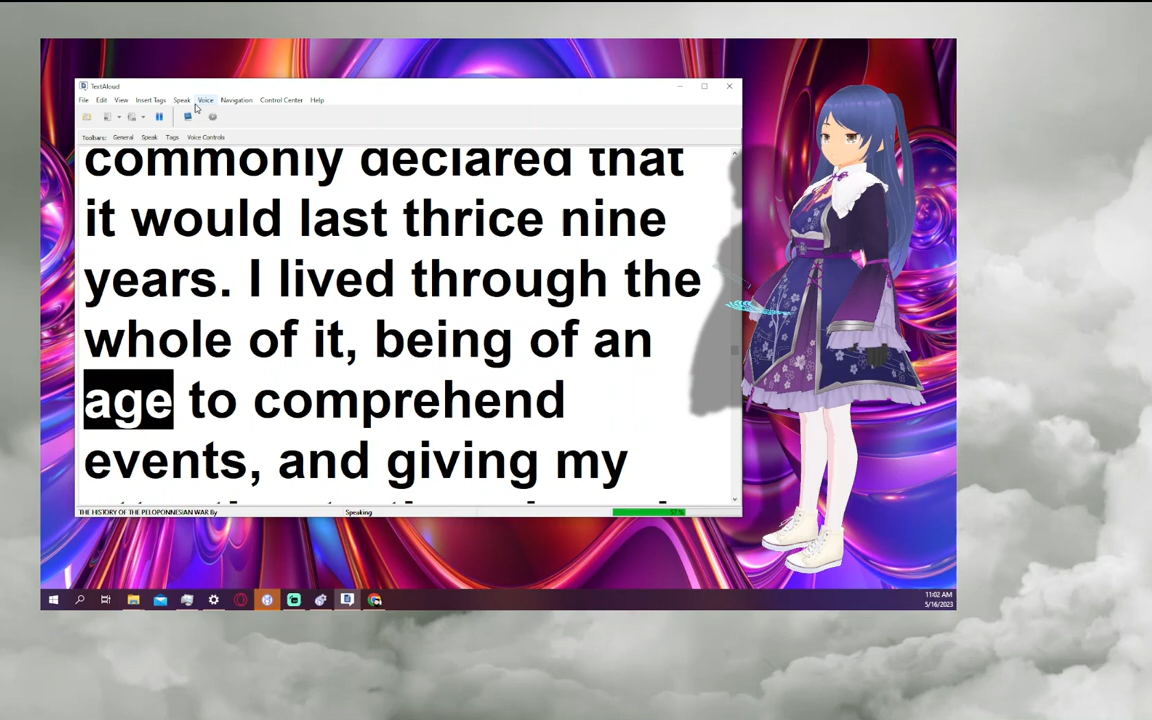 TextAloud
File Edit View Insert Tags Speak Voice Navigation Control Center Help
Toolbars: General Speak Tags Voice Controls
commonly declared that
it would last thrice nine
years. I lived through the
whole of it, being of an
age to comprehend
events, and giving my
THE HISTORY OF THE PELOPONNESIAN WAR By Speaking 57%
11:02 AM
5/16/2023